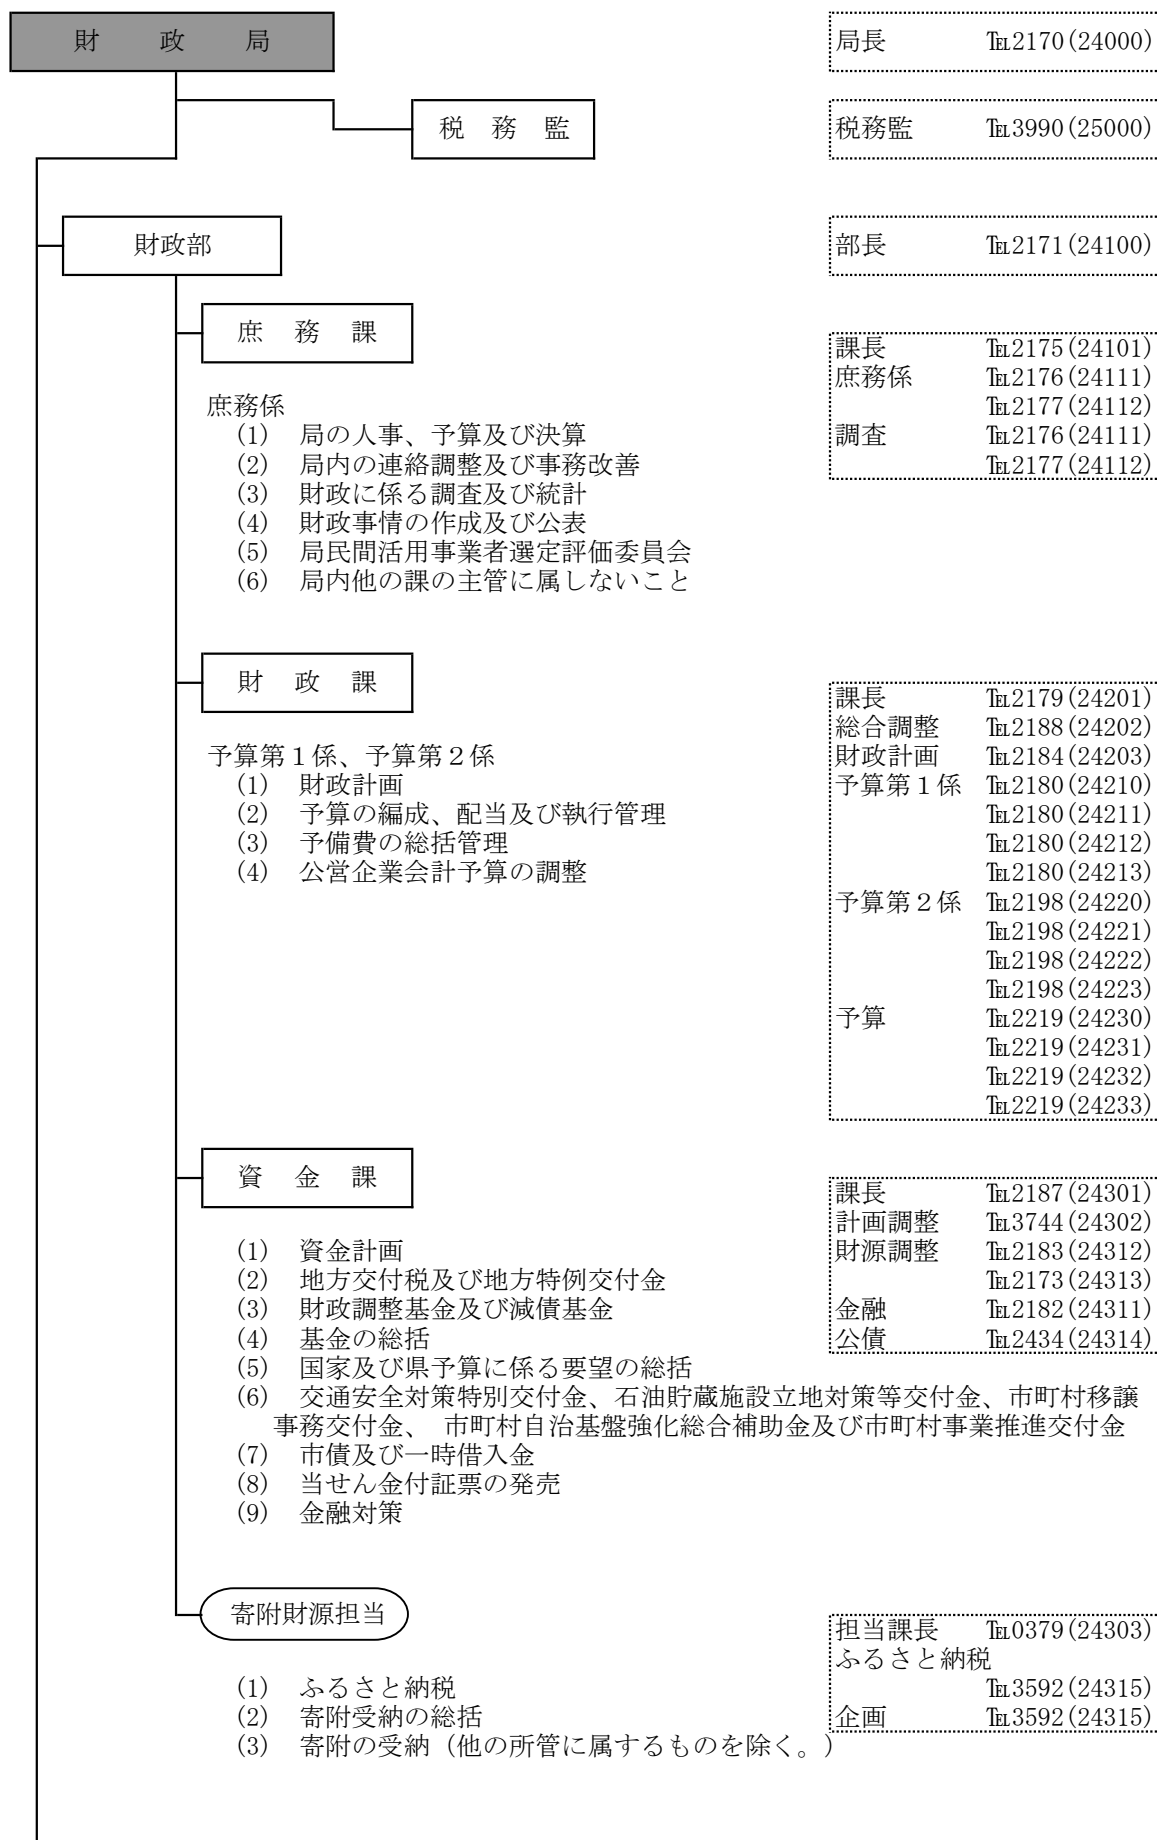 財　政　局
局長　℡2170(24000)
税　務　監
税務監　℡3990(25000)
財政部
部長　℡2171(24100)
庶　務　課
課長　℡2175(24101)
庶務係　℡2176(24111)
℡2177(24112)
調査　℡2176(24111)
℡2177(24112)
庶務係
(1)　局の人事、予算及び決算
(2)　局内の連絡調整及び事務改善
(3)　財政に係る調査及び統計
(4)　財政事情の作成及び公表
(5)　局民間活用事業者選定評価委員会
(6)　局内他の課の主管に属しないこと
財　政　課
課長　℡2179(24201)
総合調整　℡2188(24202)
財政計画　℡2184(24203)
予算第１係　℡2180(24210)
℡2180(24211)
℡2180(24212)
℡2180(24213)
予算第２係　℡2198(24220)
℡2198(24221)
℡2198(24222)
℡2198(24223)
予算　℡2219(24230)
℡2219(24231)
℡2219(24232)
℡2219(24233)
予算第１係、予算第２係
(1)　財政計画
(2)　予算の編成、配当及び執行管理
(3)　予備費の総括管理
(4)　公営企業会計予算の調整
資　金　課
課長　℡2187(24301)
計画調整　℡3744(24302)
財源調整　℡2183(24312)
℡2173(24313)
金融　℡2182(24311)
公債　℡2434(24314)
(1)　資金計画
(2)　地方交付税及び地方特例交付金
(3)　財政調整基金及び減債基金
(4)　基金の総括
(5)　国家及び県予算に係る要望の総括
(6)　交通安全対策特別交付金、石油貯蔵施設立地対策等交付金、市町村移譲
事務交付金、 市町村自治基盤強化総合補助金及び市町村事業推進交付金
(7)　市債及び一時借入金
(8)　当せん金付証票の発売
(9)　金融対策
寄附財源担当
担当課長　℡0379(24303)
ふるさと納税
℡3592(24315)
企画　℡3592(24315)
(1)　ふるさと納税
(2)　寄附受納の総括
(3)　寄附の受納（他の所管に属するものを除く。）